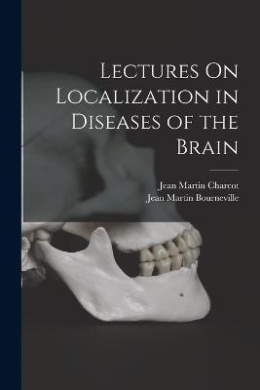 Lectures On
Localization in
Diseases of the
Brain
Jean Martin Charcot
Jean Martin Bourneville